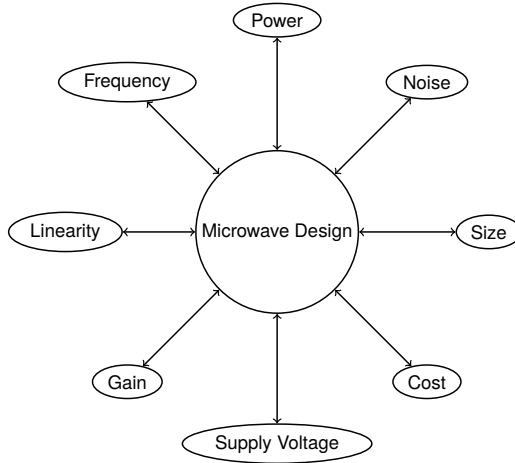 Power
Frequency
Noise
Linearity
Microwave Design
Size
Gain
Cost
Supply Voltage